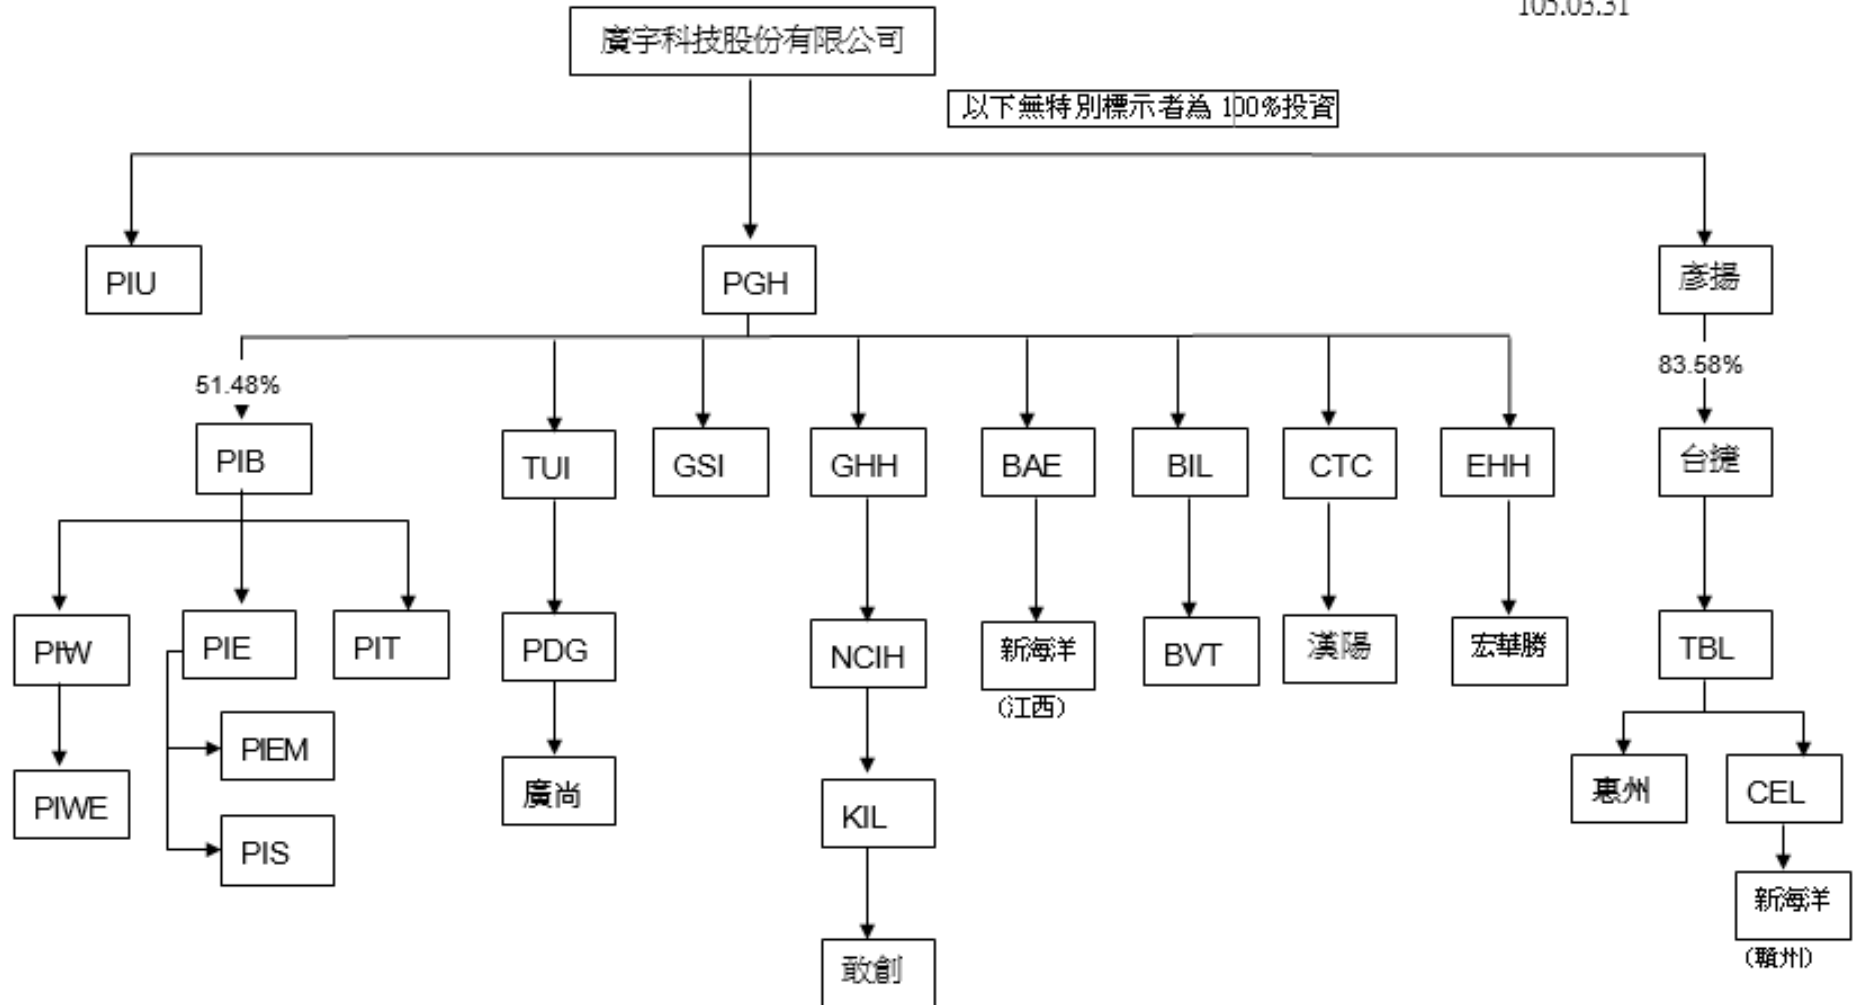 105.03.31
廣宇科技股份有限公司
以下無特別標示者為 100%投資
PIU
PGH
彥揚
51.48%
83.58%
PIB
TUI
GSI
GHH
BAE
BIL
CTC
EHH
台捷
PIW
PIE
PIT
PDG
NCIH
新海洋
(江西)
BVT
漢陽
宏華勝
TBL
PIEM
PIWE
PIS
廣尚
KIL
惠州
CEL
敢創
新海洋
(贛州)